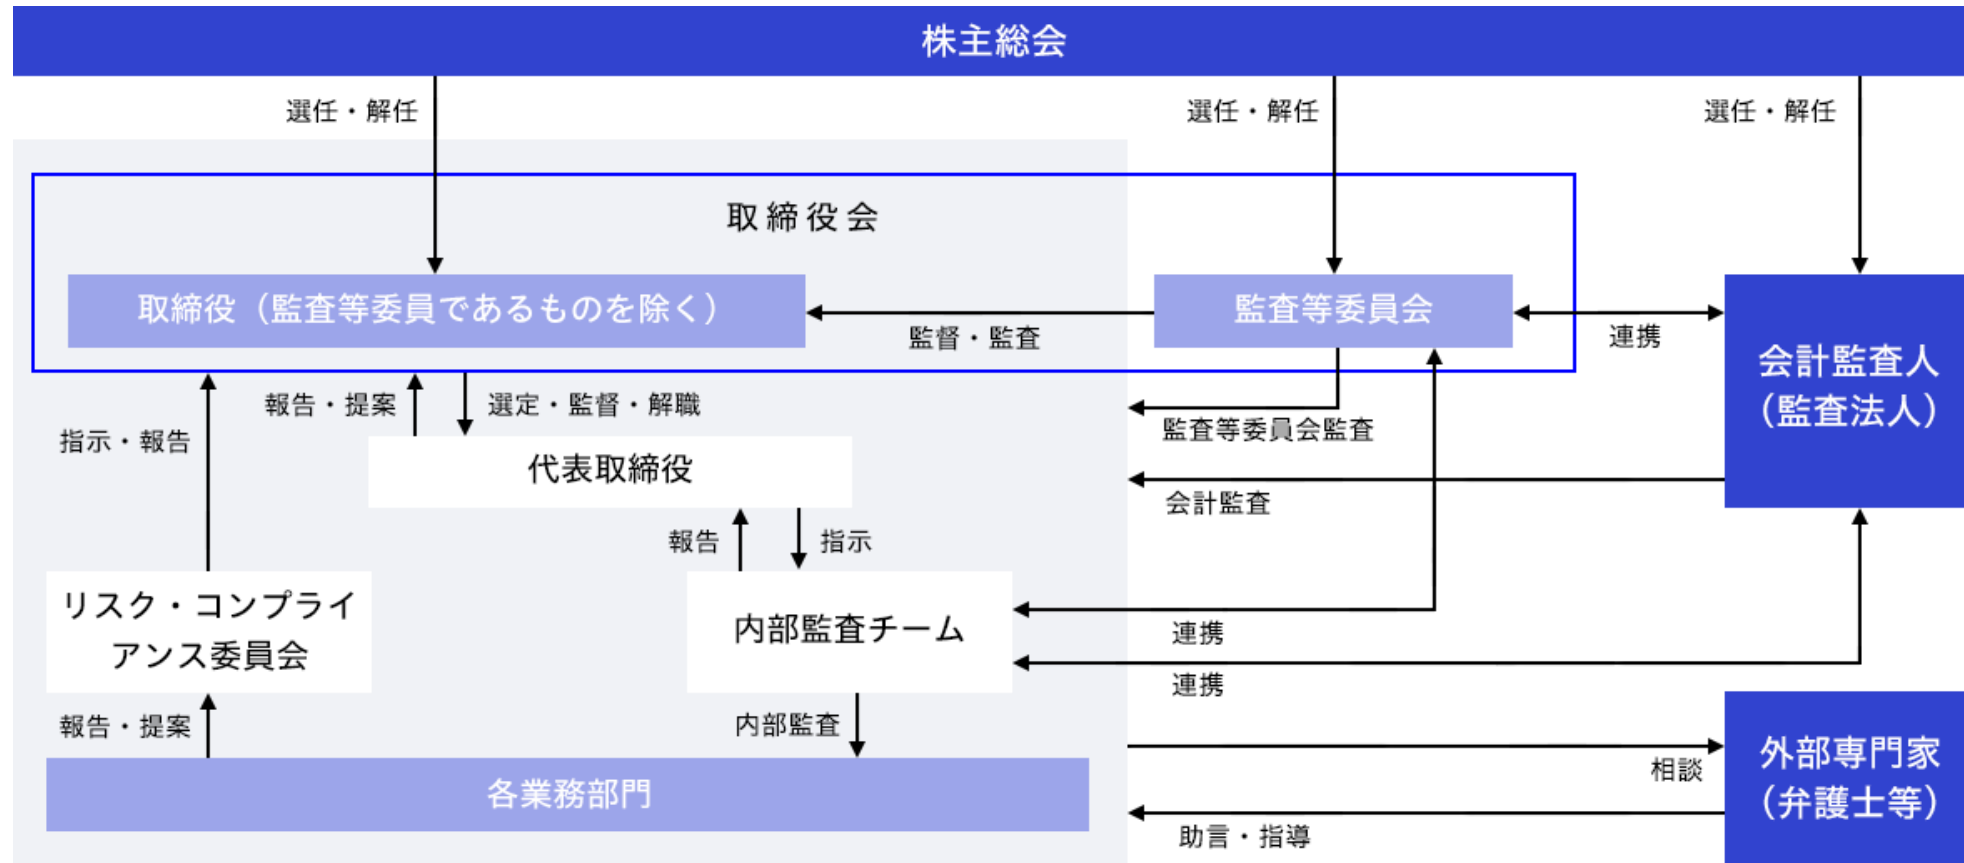 株主総会
選任・解任
選任・解任
選任・解任
取締役会
取締役（監査等委員であるものを除く）
監査等委員会
監督・監査
連携
会計監査人
（監査法人）
報告・提案
選定・監督・解職
指示・報告
監査等委員会監査
代表取締役
会計監査
報告
指示
リスク・コンプライ
アンス委員会
内部監査チーム
連携
連携
報告・提案
内部監査
各業務部門
相談
外部専門家
（弁護士等）
助言・指導